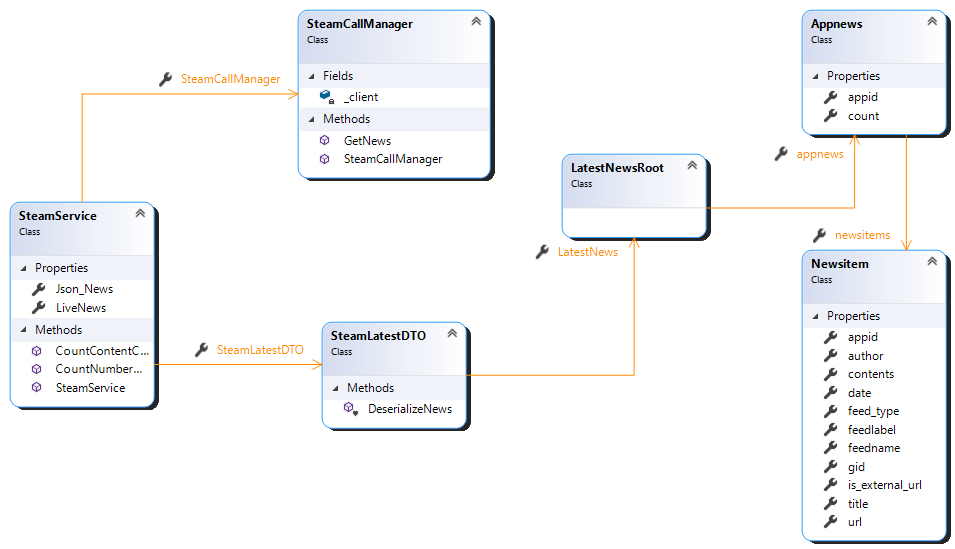 SteamCallManager
Class
Fields
_client
Methods
GetNews
SteamCallManager
SteamCallManager
Appnews
Class
Properties
appid
count
appnews
LatestNewsRoot
Class
LatestNews
newsitems
SteamService
Class
Properties
Json_News
LiveNews
Methods
CountContentC...
CountNumber...
SteamService
SteamLatestDTO
SteamLatestDTO
Class
Methods
DeserializeNews
Newsitem
Class
Properties
appid
author
contents
date
feed_type
feedlabel
feedname
gid
is_external_url
title
url